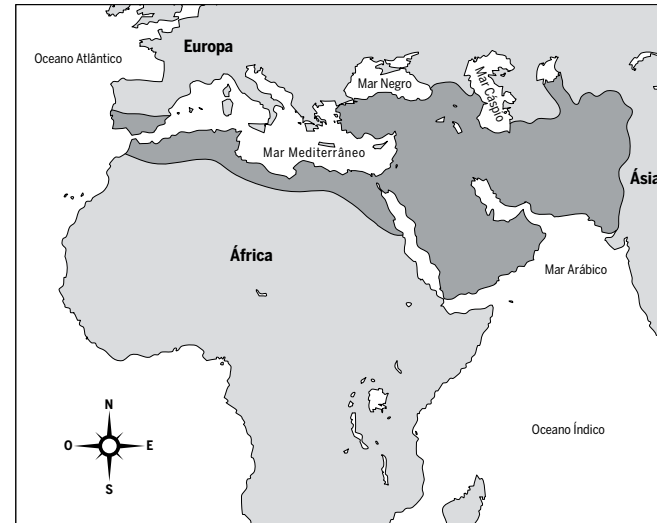 Oceano Atlântico
Europa
Mar Negro
Mar Cáspio
Mar Mediterrâneo
Ásia
África
Mar Arábico
Oceano Índico
N
O
E
S